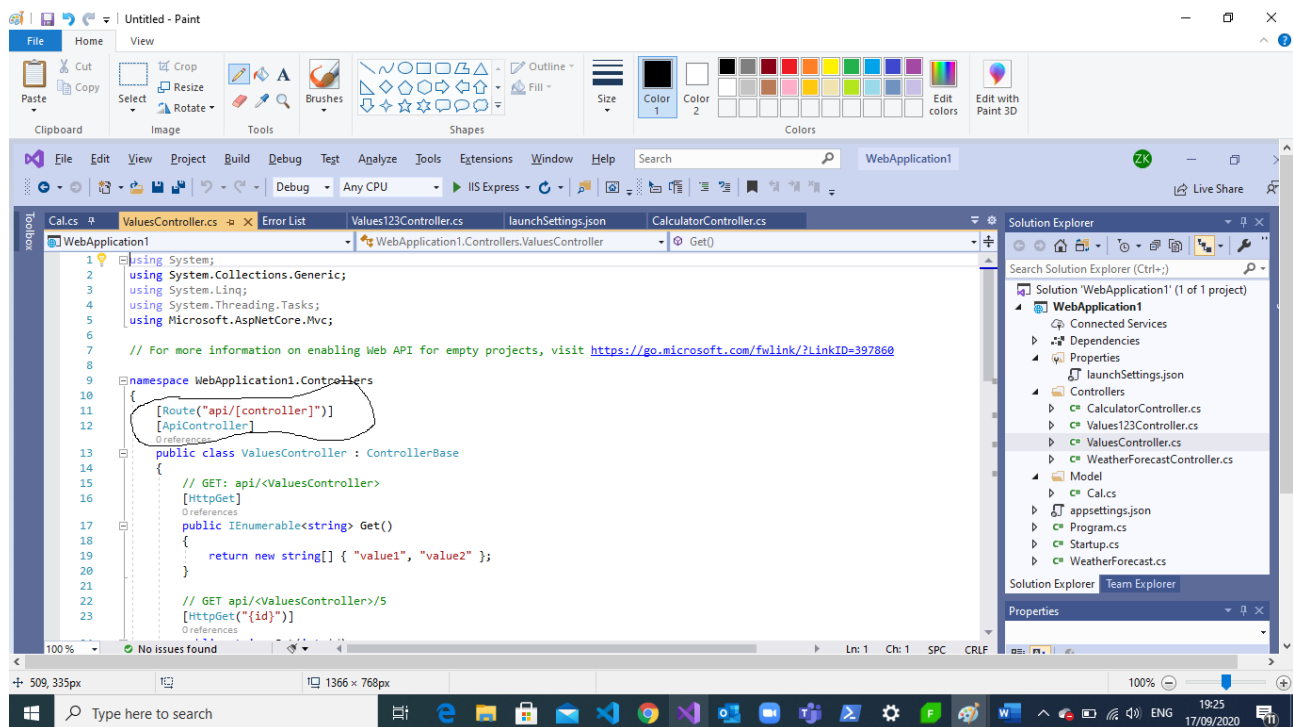 Untitled - Paint
File Home View
Cut
Copy
Paste
Clipboard
Select
Crop
Resize
Rotate
Image
Tools
Brushes
Outline
Fill
Shapes
Size
Color 1
Color 2
Edit colors
Colors
Edit with Paint 3D
File Edit View Project Build Debug Test Analyze Tools Extensions Window Help Search WebApplication1 ZK
Debug Any CPU IIS Express Live Share
Toolbox
Cal.cs ValuesController.cs Error List Values123Controller.cs launchSettings.json CalculatorController.cs
WebApplication1 WebApplication1.Controllers.ValuesController Get()
1 using System;
2 using System.Collections.Generic;
3 using System.Linq;
4 using System.Threading.Tasks;
5 using Microsoft.AspNetCore.Mvc;
6
7 // For more information on enabling Web API for empty projects, visit https://go.microsoft.com/fwlink/?LinkID=397860
8
9 namespace WebApplication1.Controllers
10 {
11 [Route("api/[controller]")]
12 [ApiController]
0 references
13 public class ValuesController : ControllerBase
14 {
15 // GET: api/<ValuesController>
16 [HttpGet]
0 references
17 public IEnumerable<string> Get()
18 {
19 return new string[] { "value1", "value2" };
20 }
21
22 // GET api/<ValuesController>/5
23 [HttpGet("{id}")]
0 references
100 % No issues found Ln: 1 Ch: 1 SPC CRLF
Solution Explorer
Search Solution Explorer (Ctrl+;)
Solution 'WebApplication1' (1 of 1 project)
WebApplication1
Connected Services
Dependencies
Properties
launchSettings.json
Controllers
C# CalculatorController.cs
C# Values123Controller.cs
C# ValuesController.cs
C# WeatherForecastController.cs
Model
C# Cal.cs
appsettings.json
C# Program.cs
C# Startup.cs
C# WeatherForecast.cs
Solution Explorer Team Explorer
Properties
509, 335px 1366 × 768px 100%
Type here to search
ENG
19:25
17/09/2020
11